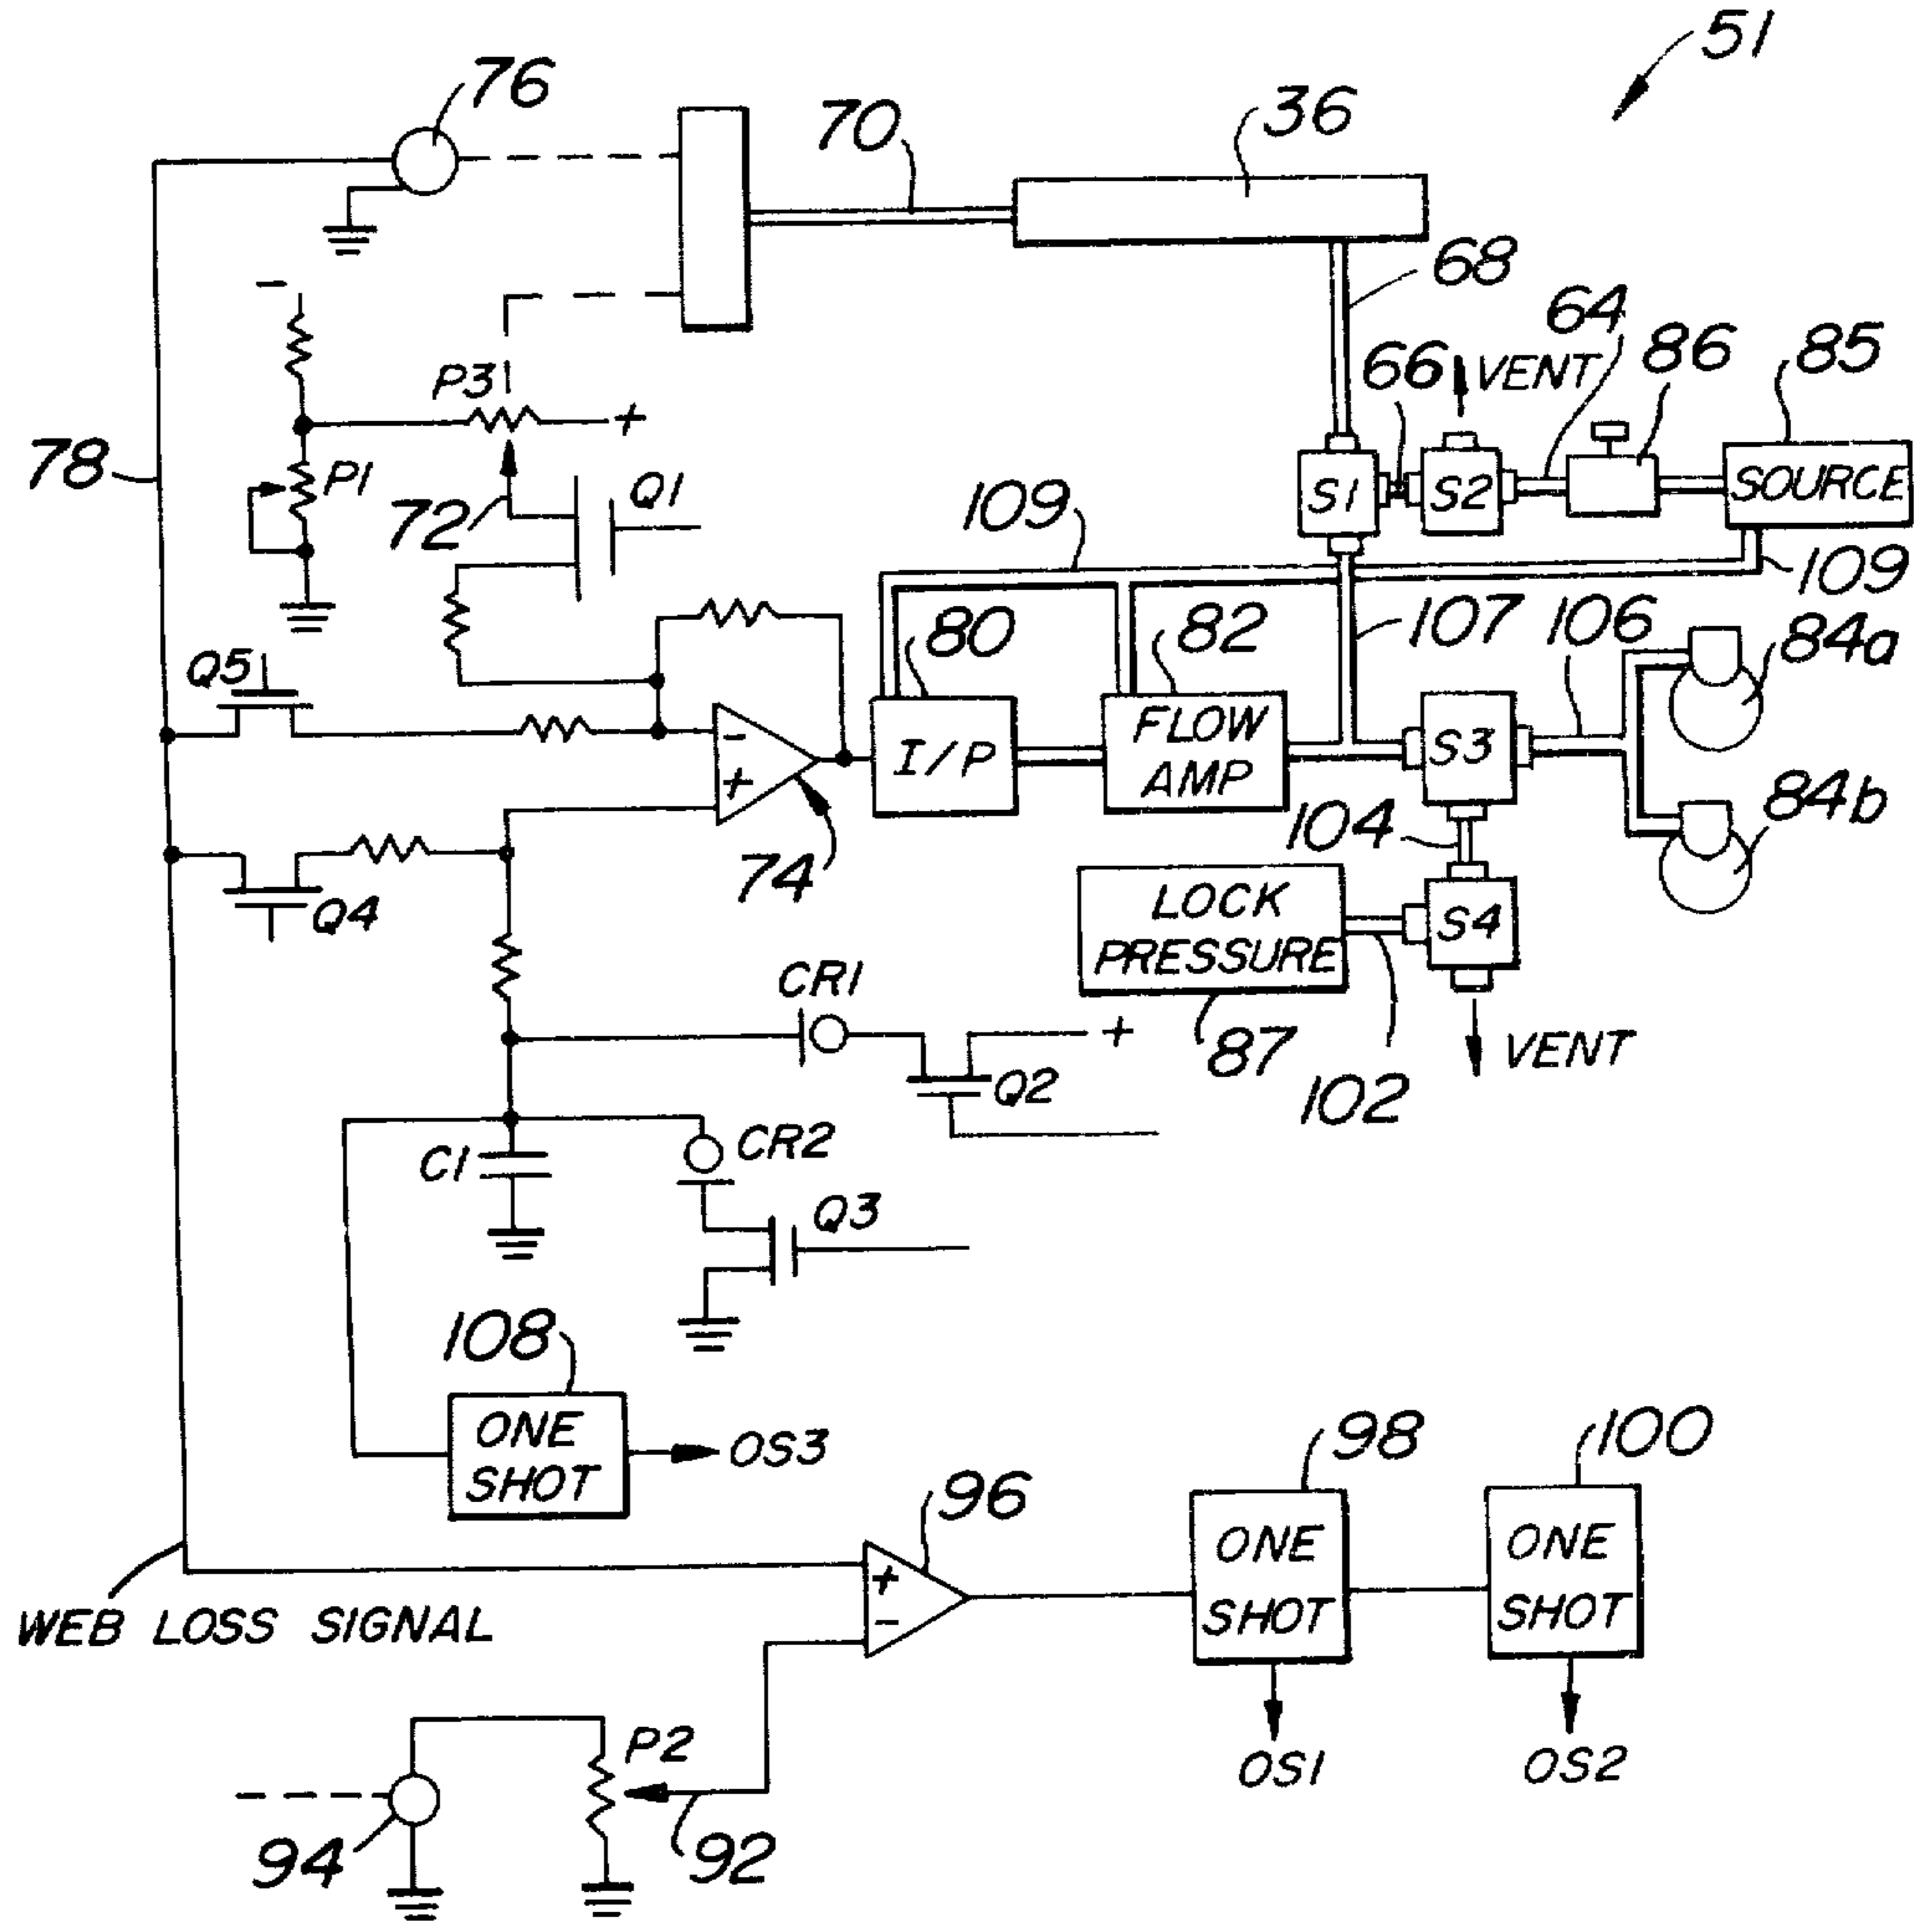 51
76
70
36
68
64
66
VENT
86
85
P3
+
-
78
P1
72
Q1
S1
S2
SOURCE
109
109
80
82
107
106
84a
Q5
-
+
I/P
FLOW
AMP
S3
84b
104
74
Q4
LOCK
PRESSURE
S4
CR1
+
87
102
VENT
Q2
C1
CR2
Q3
108
ONE
SHOT
OS3
96
98
100
+
-
ONE
SHOT
ONE
SHOT
WEB LOSS SIGNAL
P2
OS1
OS2
94
92